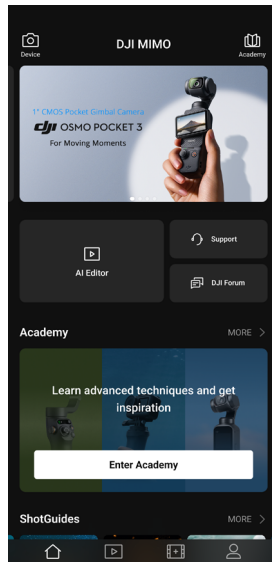 DJI MIMO
Device
Academy
1" CMOS Pocket Gimbal Camera
dji OSMO POCKET 3
For Moving Moments
AI Editor
Support
DJI Forum
Academy MORE
Learn advanced techniques and get
inspiration
Enter Academy
ShotGuides MORE